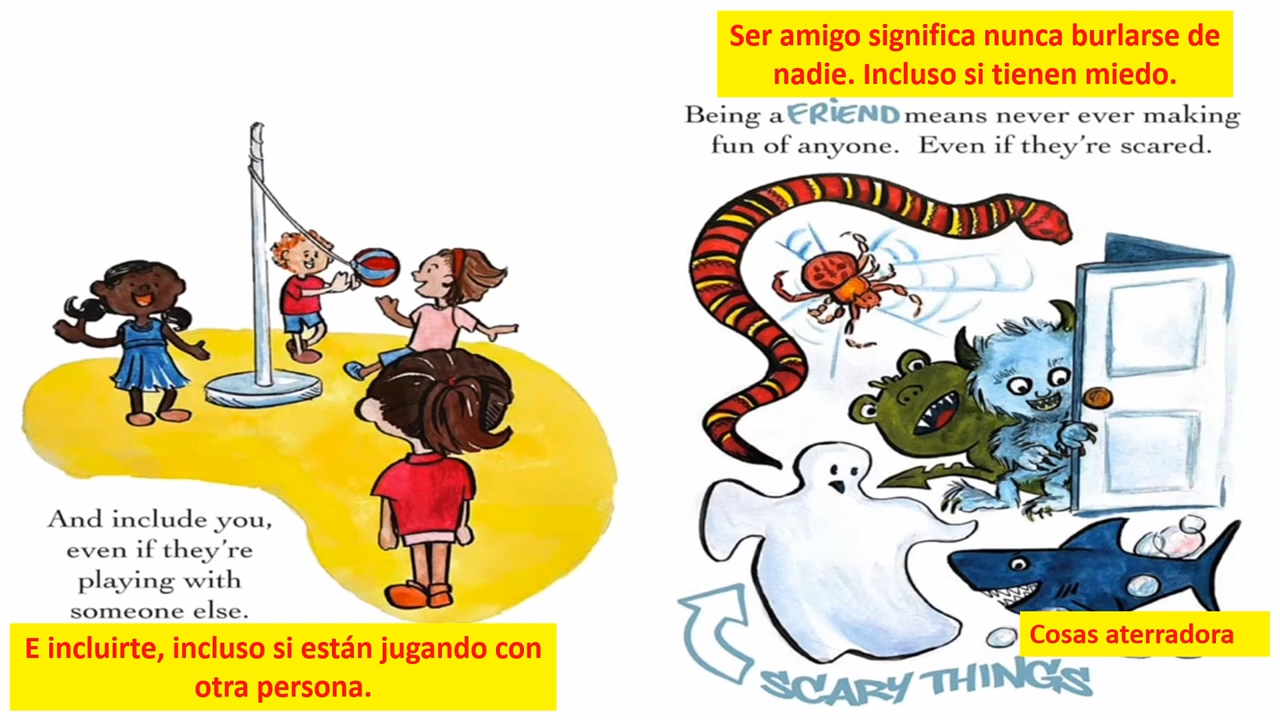 And include you,
even if they're
playing with
someone else.
E incluirte, incluso si están jugando con
otra persona.
Ser amigo significa nunca burlarse de
nadie. Incluso si tienen miedo.
Being a FRiEND means never ever making
fun of anyone. Even if they're scared.
Cosas aterradora
SCARY THINGS